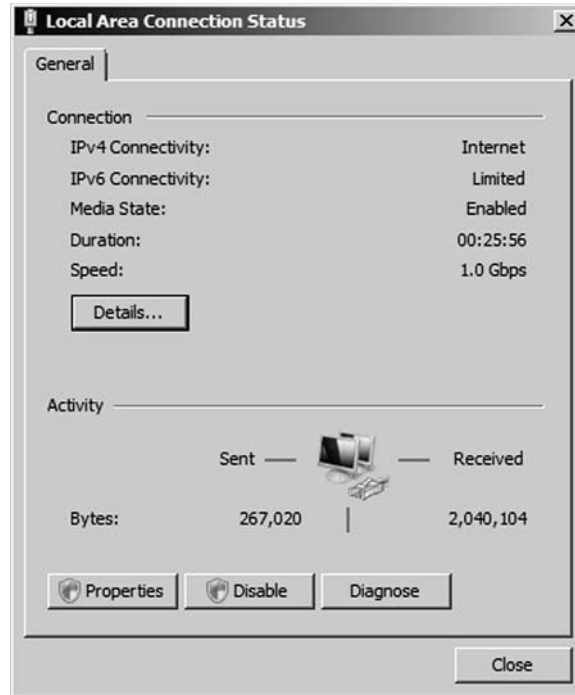 Local Area Connection Status
General
Connection
IPv4 Connectivity: Internet
IPv6 Connectivity: Limited
Media State: Enabled
Duration: 00:25:56
Speed: 1.0 Gbps
Details...
Activity
Sent Received
Bytes: 267,020 2,040,104
Properties Disable Diagnose
Close